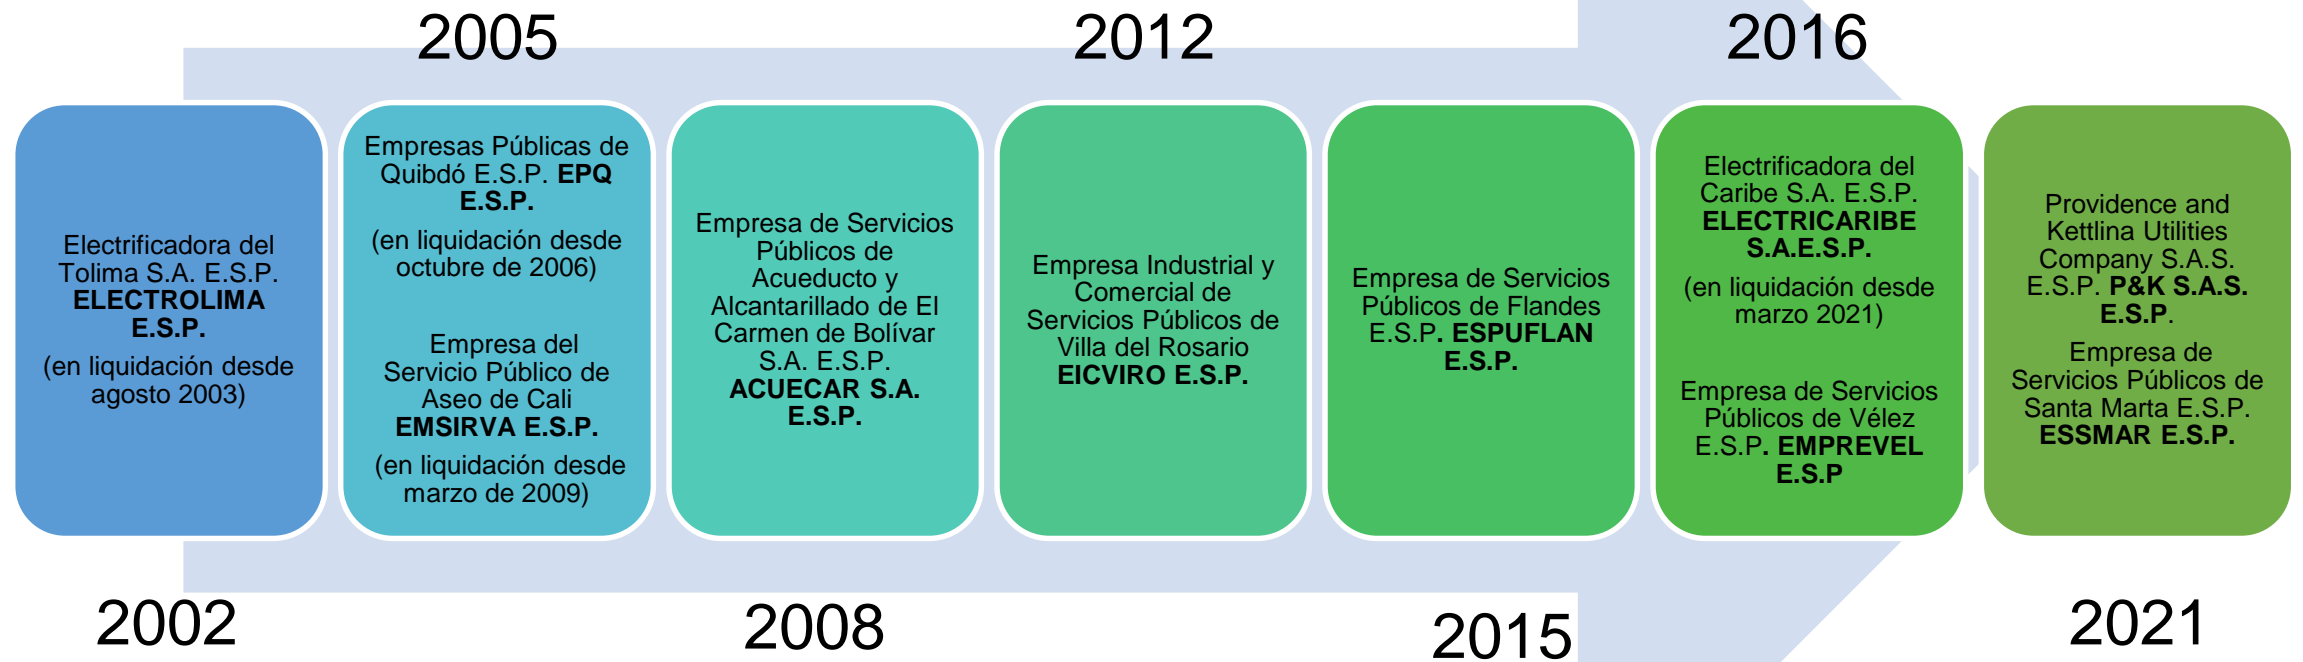 2005
2012
2016
Electrificadora del
Tolima S.A. E.S.P.
ELECTROLIMA
E.S.P.
(en liquidación desde
agosto 2003)
Empresas Públicas de
Quibdó E.S.P. EPQ
E.S.P.
(en liquidación desde
octubre de 2006)
Empresa del
Servicio Público de
Aseo de Cali
EMSIRVA E.S.P.
(en liquidación desde
marzo de 2009)
Empresa de Servicios
Públicos de
Acueducto y
Alcantarillado de El
Carmen de Bolívar
S.A. E.S.P.
ACUECAR S.A.
E.S.P.
Empresa Industrial y
Comercial de
Servicios Públicos de
Villa del Rosario
EICVIRO E.S.P.
Empresa de Servicios
Públicos de Flandes
E.S.P. ESPUFLAN
E.S.P.
Electrificadora del
Caribe S.A. E.S.P.
ELECTRICARIBE
S.A.E.S.P.
(en liquidación desde
marzo 2021)
Empresa de Servicios
Públicos de Vélez
E.S.P. EMPREVEL
E.S.P
Providence and
Kettlina Utilities
Company S.A.S.
E.S.P. P&K S.A.S.
E.S.P.
Empresa de
Servicios Públicos de
Santa Marta E.S.P.
ESSMAR E.S.P.
2002
2008
2015
2021